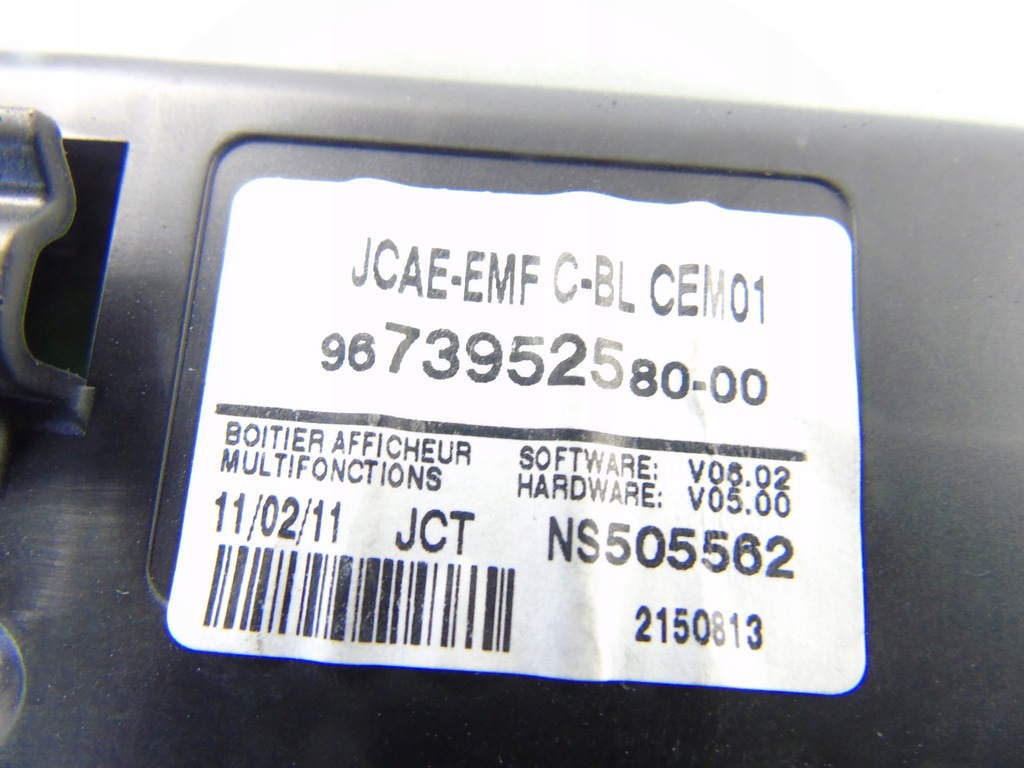 JCAE-EMF C-BL CEM01
9673952580-00
BOITIER AFFICHEUR
MULTIFONCTIONS
SOFTWARE: V06.02
HARDWARE: V05.00
11/02/11 JCT NS505562
2150813